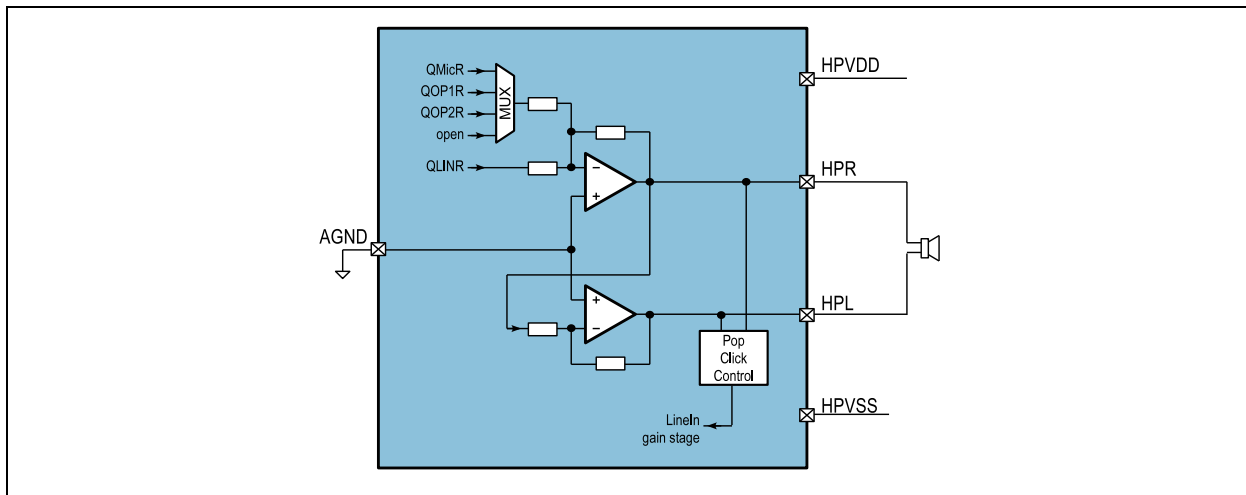 QMicR
QOP1R
QOP2R
open
MUX
QLINR
−
+
AGND
+
−
Pop
Click
Control
LineIn
gain stage
HPVDD
HPR
HPL
HPVSS